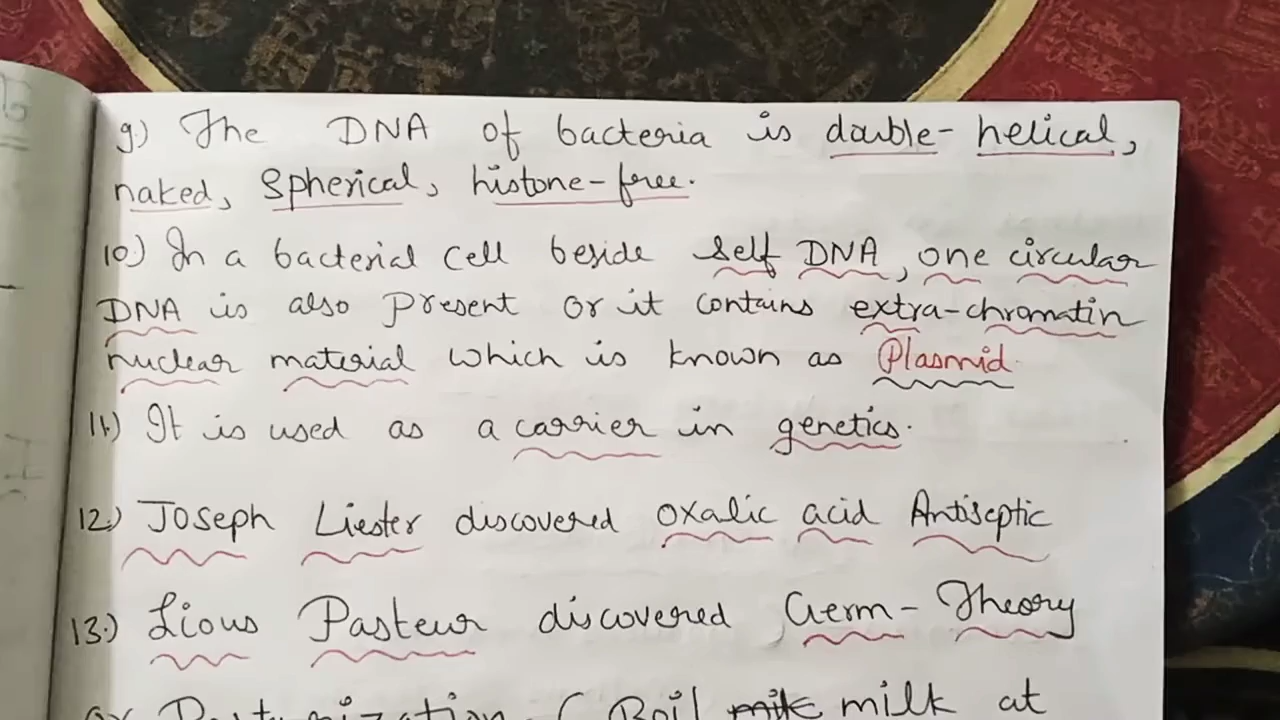 9.) The DNA of bacteria is double-helical,
naked, Spherical, histone-free.
10.) In a bacterial cell beside self DNA, one circular
DNA is also present or it contains extra-chromatin
nuclear material which is known as Plasmid.
11.) It is used as a carrier in genetics.
12.) Joseph Liester discovered oxalic acid Antiseptic
13.) Lious Pasteur discovered Germ-Theory
milk at